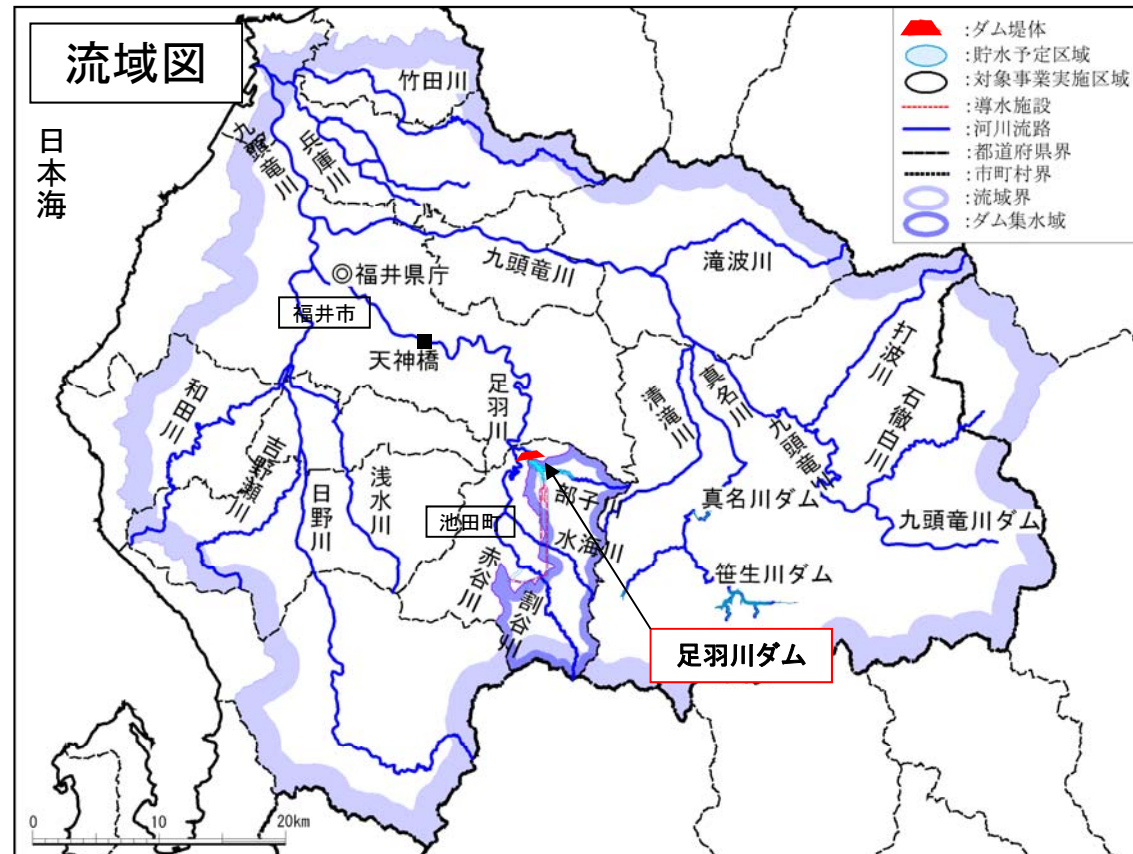 流域図
日本海
:ダム堤体
:貯水予定区域
:対象事業実施区域
:導水施設
:河川流路
:都道府県界
:市町村界
:流域界
:ダム集水域
竹田川
九頭竜川
兵庫川
九頭竜川
滝波川
◎福井県庁
福井市
天神橋
足羽川
和田川
吉野瀬川
日野川
浅水川
池田町
赤谷川
割谷川
部子川
水海川
清滝川
真名川
九頭竜川
打波川
石徹白川
真名川ダム
九頭竜川ダム
笹生川ダム
足羽川ダム
0 10 20km